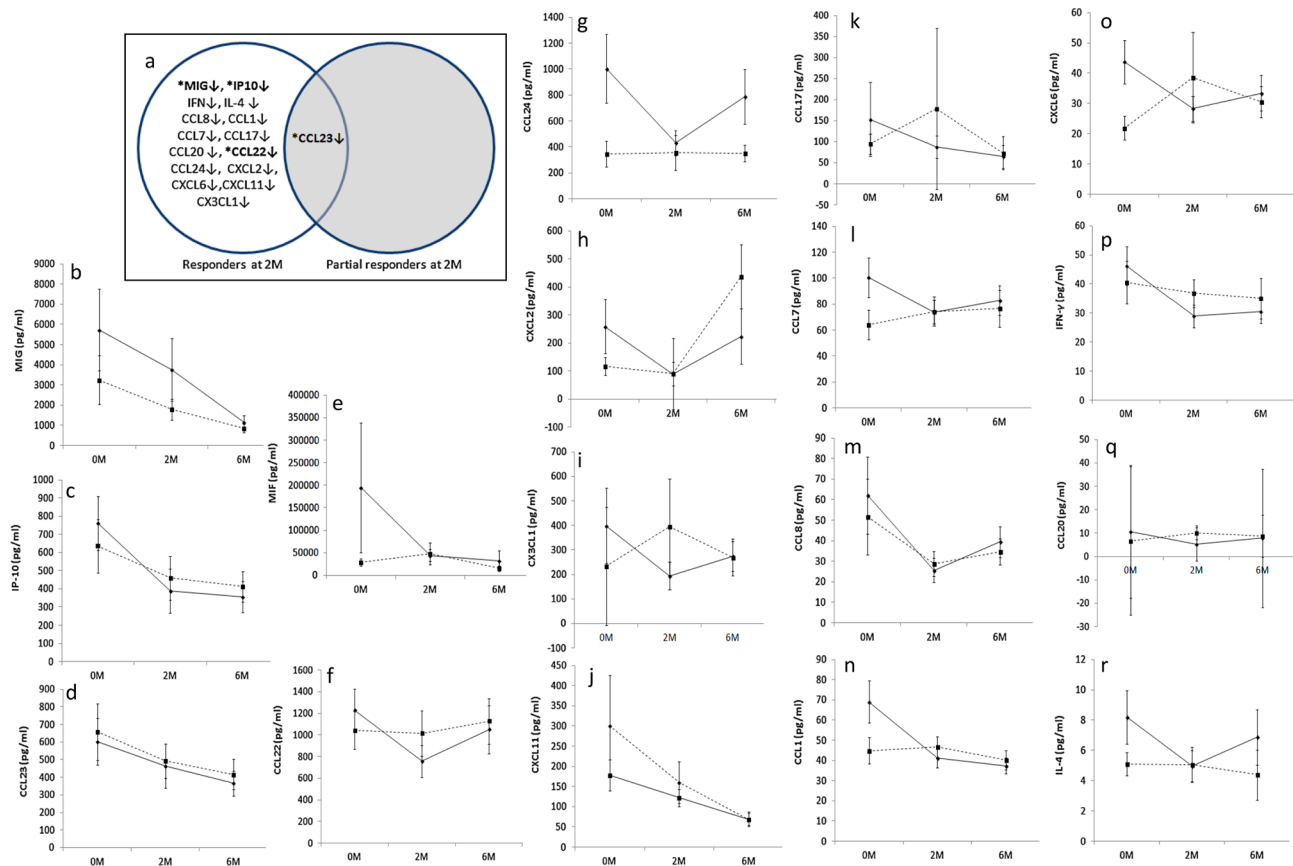 a
*MIG↓, *IP10↓
IFN↓, IL-4 ↓
CCL8↓, CCL1↓
CCL7↓, CCL17↓
CCL20 ↓, *CCL22↓
CCL24↓, CXCL2↓,
CXCL6↓,CXCL11↓
CX3CL1↓
*CCL23↓
Responders at 2M
Partial responders at 2M
b
MIG (pg/ml)
9000
8000
7000
6000
5000
4000
3000
2000
1000
0
0M 2M 6M
c
IP-10 (pg/ml)
1000
900
800
700
600
500
400
300
200
100
0
0M 2M 6M
d
CCL23 (pg/ml)
900
800
700
600
500
400
300
200
100
0
0M 2M 6M
e
MIF (pg/ml)
400000
350000
300000
250000
200000
150000
100000
50000
0
0M 2M 6M
f
CCL22 (pg/ml)
1600
1400
1200
1000
800
600
400
200
0
0M 2M 6M
g
CCL24 (pg/ml)
1400
1200
1000
800
600
400
200
0
0M 2M 6M
h
CXCL2 (pg/ml)
600
500
400
300
200
100
0
-100
0M 2M 6M
i
CX3CL1 (pg/ml)
700
600
500
400
300
200
100
0
-100
0M 2M 6M
j
CXCL11 (pg/ml)
450
400
350
300
250
200
150
100
50
0
0M 2M 6M
k
CCL17 (pg/ml)
400
350
300
250
200
150
100
50
0
-50
0M 2M 6M
l
CCL7 (pg/ml)
140
120
100
80
60
40
20
0
0M 2M 6M
m
CCL8 (pg/ml)
90
80
70
60
50
40
30
20
10
0
0M 2M 6M
n
CCL1 (pg/ml)
90
80
70
60
50
40
30
20
10
0
0M 2M 6M
o
CXCL6 (pg/ml)
60
50
40
30
20
10
0
0M 2M 6M
p
IFN-γ (pg/ml)
60
50
40
30
20
10
0
0M 2M 6M
q
CCL20 (pg/ml)
50
40
30
20
10
0
-10
-20
-30
0M 2M 6M
r
IL-4 (pg/ml)
12
10
8
6
4
2
0
0M 2M 6M